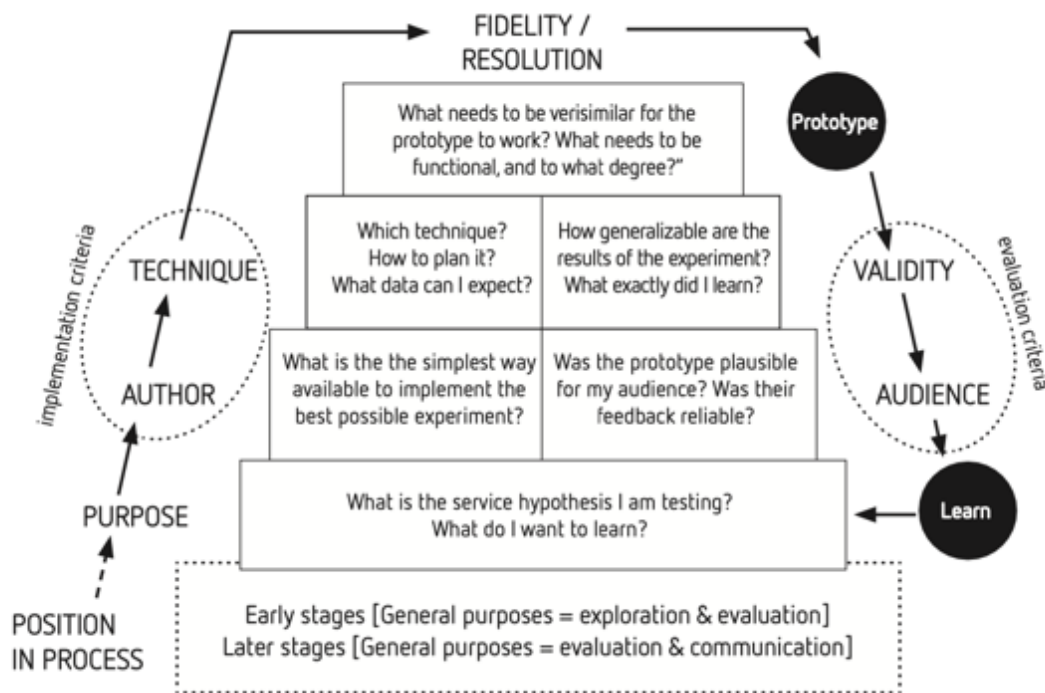 FIDELITY /
RESOLUTION
What needs to be verisimilar for the
prototype to work? What needs to be
functional, and to what degree?"
Prototype
implementation criteria
TECHNIQUE
Which technique?
How to plan it?
What data can I expect?
How generalizable are the
results of the experiment?
What exactly did I learn?
VALIDITY
evaluation criteria
AUTHOR
What is the the simplest way
available to implement the
best possible experiment?
Was the prototype plausible
for my audience? Was their
feedback reliable?
AUDIENCE
PURPOSE
What is the service hypothesis I am testing?
What do I want to learn?
Learn
POSITION
IN PROCESS
Early stages [General purposes = exploration & evaluation]
Later stages [General purposes = evaluation & communication]